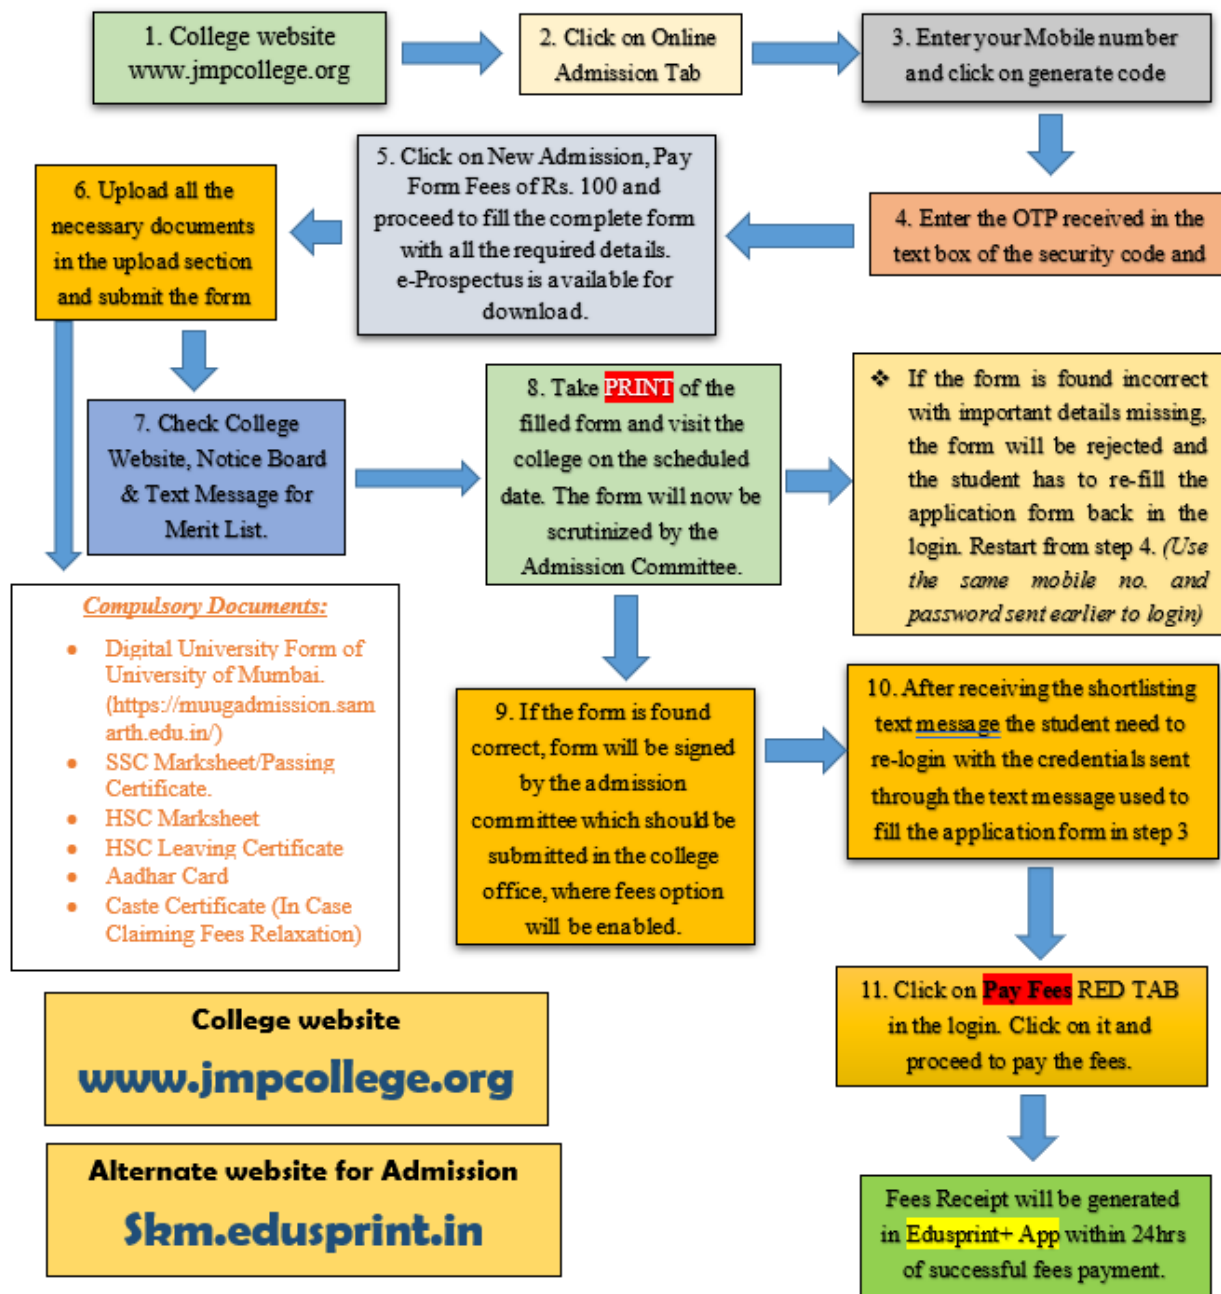 1. College website
www.jmpcollege.org
2. Click on Online
Admission Tab
3. Enter your Mobile number
and click on generate code
4. Enter the OTP received in the
text box of the security code and
5. Click on New Admission, Pay
Form Fees of Rs. 100 and
proceed to fill the complete form
with all the required details.
e-Prospectus is available for
download.
6. Upload all the
necessary documents
in the upload section
and submit the form
7. Check College
Website, Notice Board
& Text Message for
Merit List.
8. Take PRINT of the
filled form and visit the
college on the scheduled
date. The form will now be
scrutinized by the
Admission Committee.
❖ If the form is found incorrect
with important details missing,
the form will be rejected and
the student has to re-fill the
application form back in the
login. Restart from step 4. (Use
the same mobile no. and
password sent earlier to login)
Compulsory Documents:
• Digital University Form of
University of Mumbai.
(https://muugadmission.sam
arth.edu.in/)
• SSC Marksheet/Passing
Certificate.
• HSC Marksheet
• HSC Leaving Certificate
• Aadhar Card
• Caste Certificate (In Case
Claiming Fees Relaxation)
9. If the form is found
correct, form will be signed
by the admission
committee which should be
submitted in the college
office, where fees option
will be enabled.
10. After receiving the shortlisting
text message the student need to
re-login with the credentials sent
through the text message used to
fill the application form in step 3
11. Click on Pay Fees RED TAB
in the login. Click on it and
proceed to pay the fees.
Fees Receipt will be generated
in Edusprint+ App within 24hrs
of successful fees payment.
College website
www.jmpcollege.org
Alternate website for Admission
Skm.edusprint.in